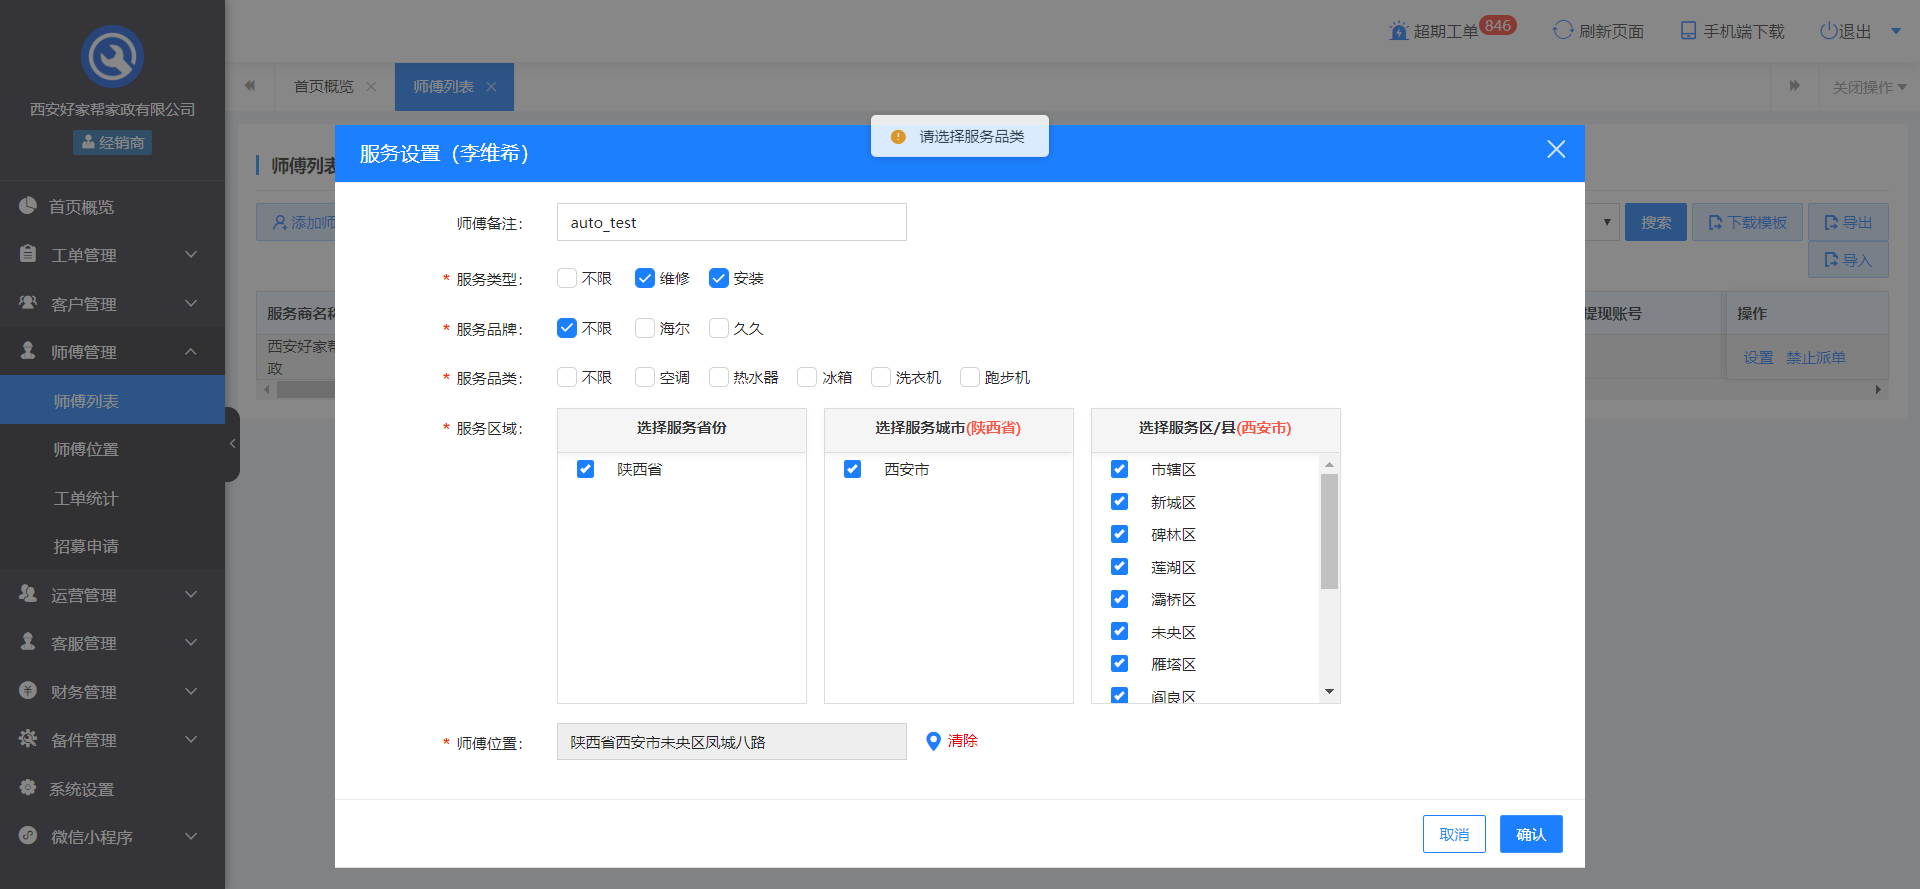 西安好家帮家政有限公司
经销商
首页概览
工单管理
客户管理
师傅管理
师傅列表
师傅位置
工单统计
招募申请
运营管理
客服管理
财务管理
备件管理
系统设置
微信小程序
超期工单 846 刷新页面 手机端下载 退出
首页概览 师傅列表 关闭操作
请选择服务品类
师傅列表
添加师
搜索 下载模板 导出
导入
服务商名称
提现账号 操作
西安好家帮
政
设置 禁止派单
服务设置（李维希）
师傅备注： auto_test
* 服务类型： 不限 维修 安装
* 服务品牌： 不限 海尔 久久
* 服务品类： 不限 空调 热水器 冰箱 洗衣机 跑步机
* 服务区域： 选择服务省份 选择服务城市(陕西省) 选择服务区/县(西安市)
陕西省 西安市 市辖区
新城区
碑林区
莲湖区
灞桥区
未央区
雁塔区
阎良区
* 师傅位置： 陕西省西安市未央区凤城八路 清除
取消 确认